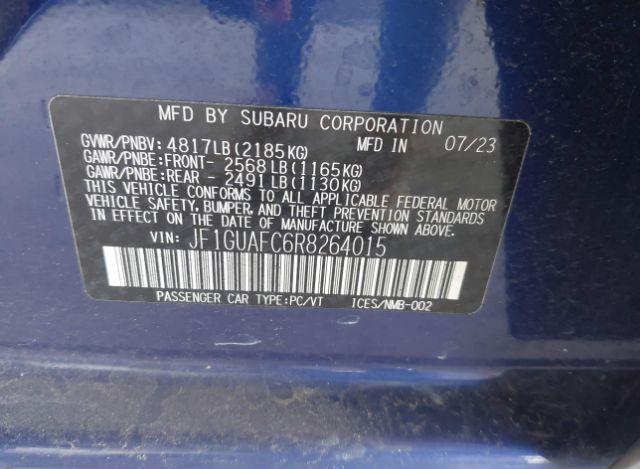 MFD BY SUBARU CORPORATION
GVWR/PNBV: 4817LB(2185KG) MFD IN 07/23
GAWR/PNBE:FRONT- 2568LB(1165KG)
GAWR/PNBE:REAR - 2491LB(1130KG)
THIS VEHICLE CONFORMS TO ALL APPLICABLE FEDERAL MOTOR
VEHICLE SAFETY, BUMPER, AND THEFT PREVENTION STANDARDS
IN EFFECT ON THE DATE OF MANUFACTURE SHOWN ABOVE.
VIN: JF1GUAFC6R8264015
PASSENGER CAR TYPE:PC/VT ICES/NMB-002